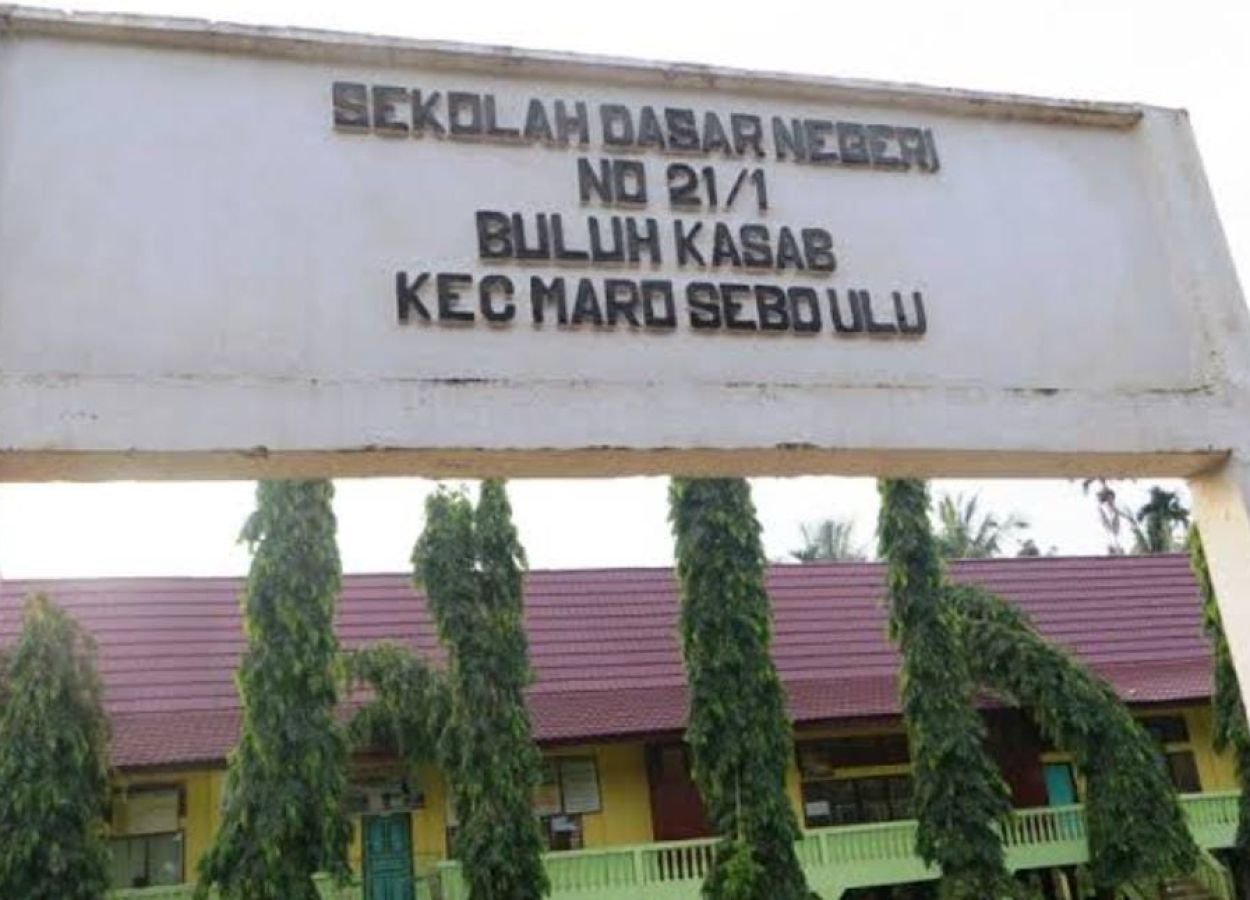 SEKOLAH DASAR NEGERI
NO 21/1
BULUH KASAB
KEC MARO SEBO ULU